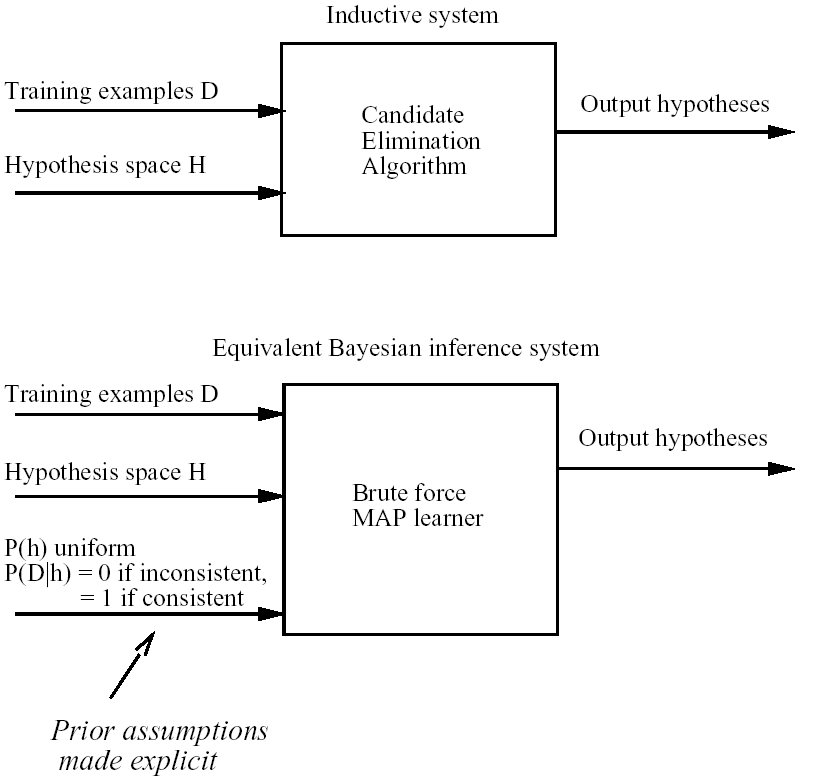 Inductive system
Training examples D
Hypothesis space H
Candidate
Elimination
Algorithm
Output hypotheses
Equivalent Bayesian inference system
Training examples D
Hypothesis space H
P(h) uniform
P(D|h) = 0 if inconsistent,
= 1 if consistent
Brute force
MAP learner
Output hypotheses
Prior assumptions
made explicit